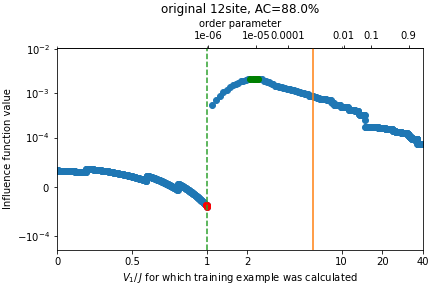 original 12site, AC=88.0%
order parameter
1e-06 1e-05 0.0001 0.01 0.1 0.9
10⁻²
10⁻³
10⁻⁴
0
−10⁻⁴
Influence function value
0 0.5 1 2 10 20 40
V₁/J for which training example was calculated